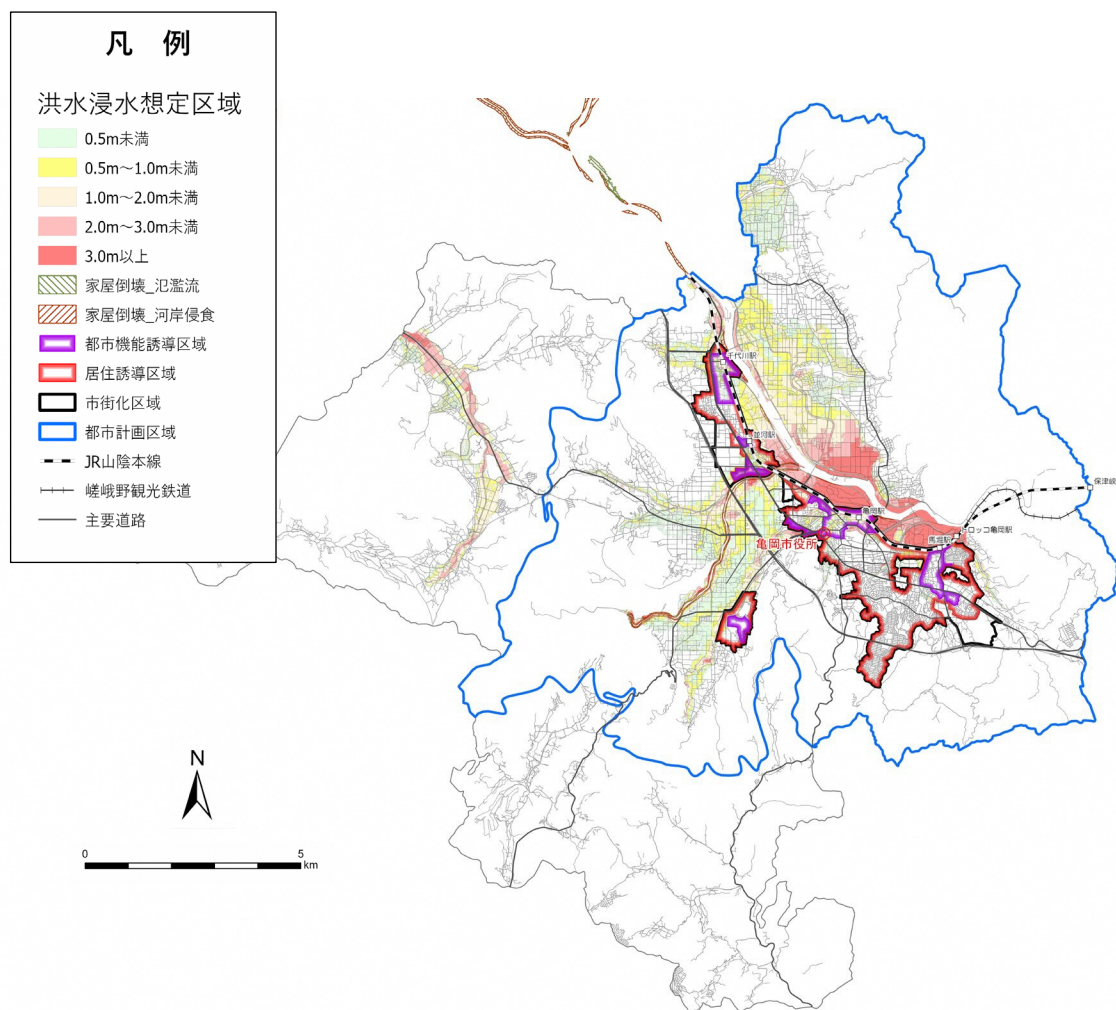 凡 例
洪水浸水想定区域
0.5m未満
0.5m～1.0m未満
1.0m～2.0m未満
2.0m～3.0m未満
3.0m以上
家屋倒壊_氾濫流
家屋倒壊_河岸侵食
都市機能誘導区域
居住誘導区域
市街化区域
都市計画区域
JR山陰本線
嵯峨野観光鉄道
主要道路
千代川駅
並河駅
保津峡
亀岡駅
トロッコ亀岡駅
馬堀駅
亀岡市役所
N
0 5
km